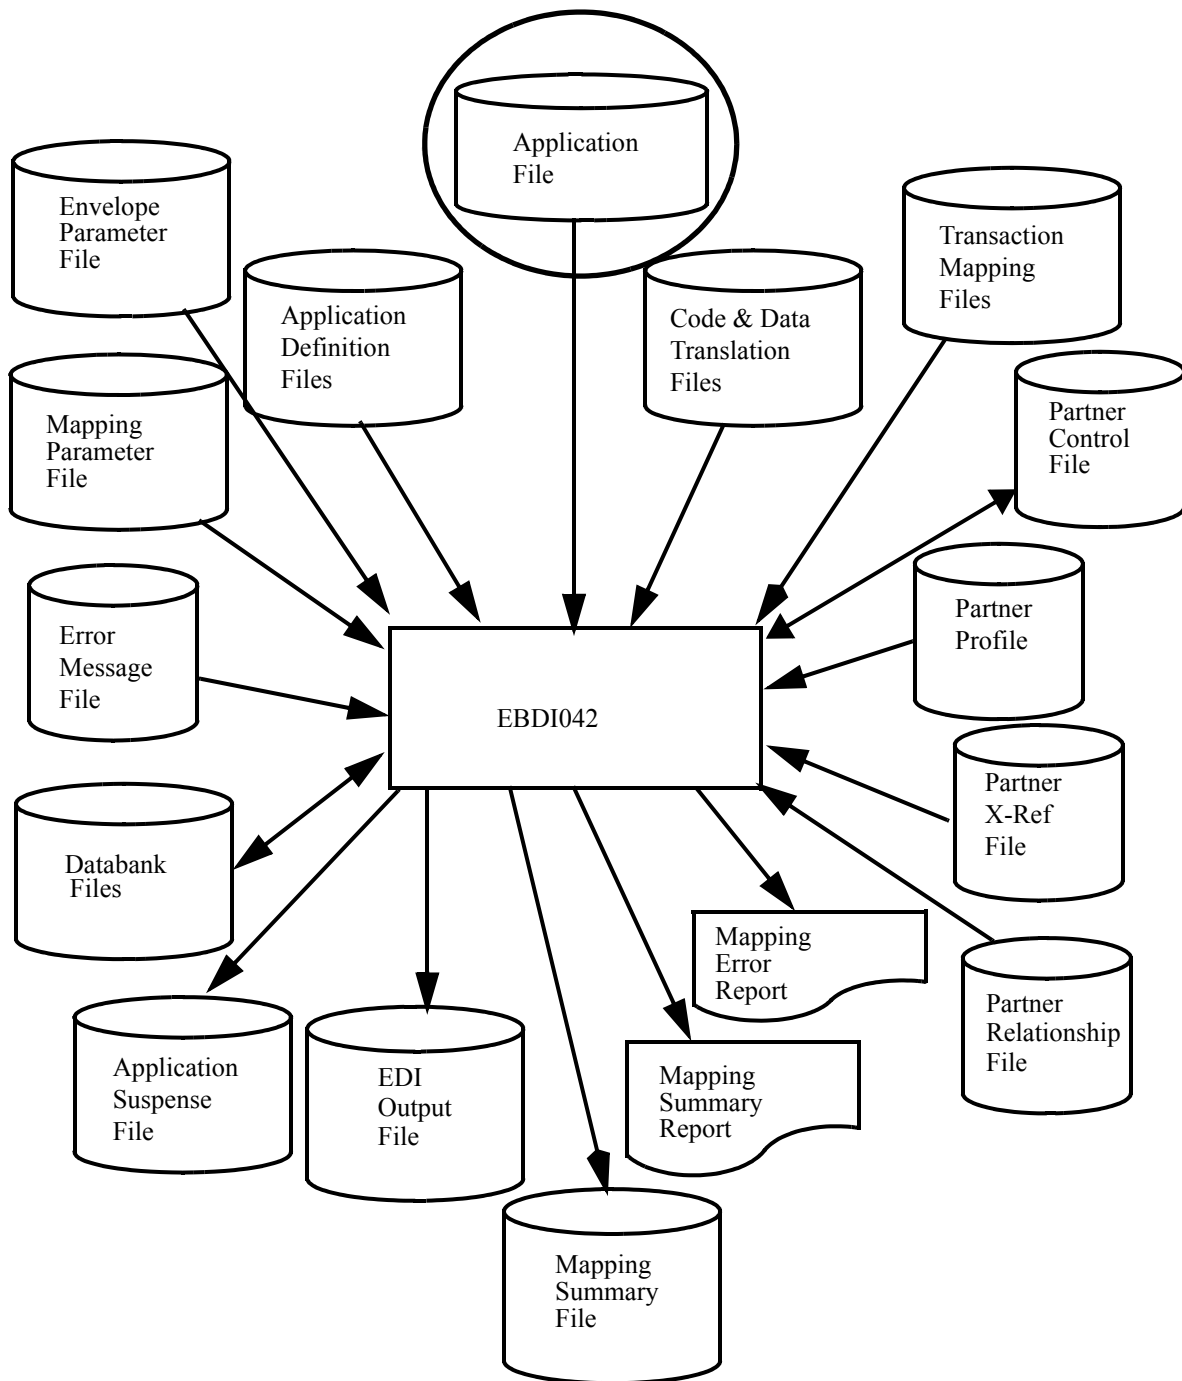 Application
File
Envelope
Parameter
File
Transaction
Mapping
Files
Application
Definition
Files
Code & Data
Translation
Files
Mapping
Parameter
File
Partner
Control
File
Error
Message
File
Partner
Profile
EBDI042
Partner
X-Ref
File
Databank
Files
Mapping
Error
Report
Partner
Relationship
File
Application
Suspense
File
EDI
Output
File
Mapping
Summary
Report
Mapping
Summary
File